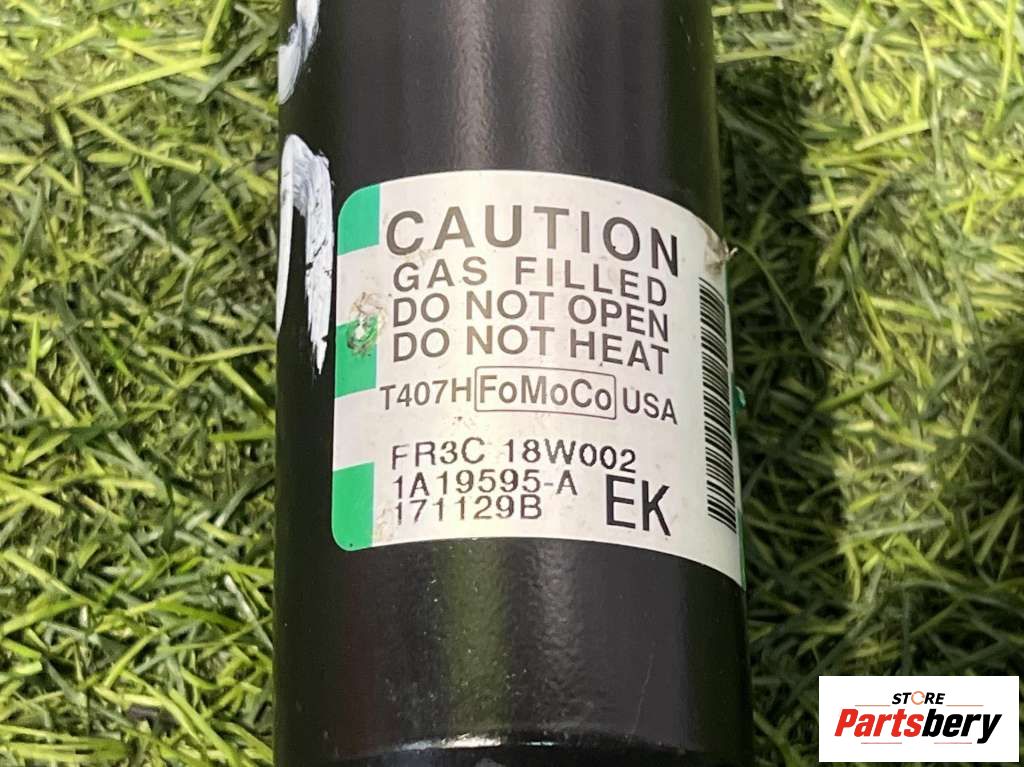 CAUTION
GAS FILLED
DO NOT OPEN
DO NOT HEAT
T407H FoMoCo USA
FR3C 18W002
1A19595-A
171129B EK
STORE
Partsbery